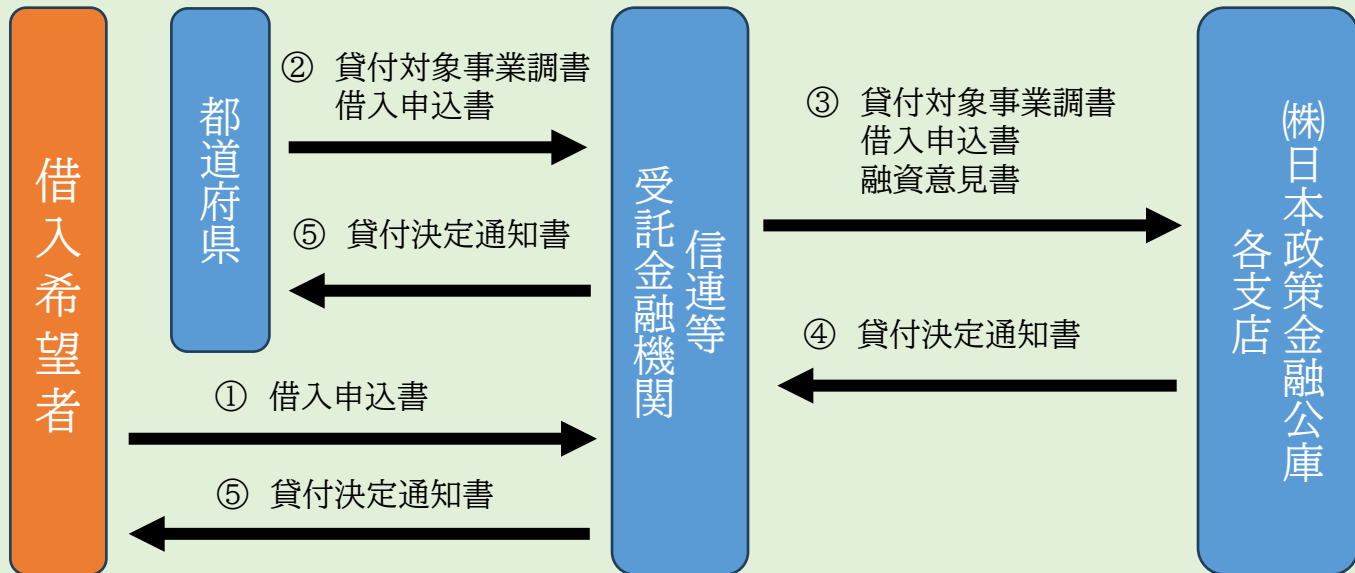 借入希望者
都道府県
② 貸付対象事業調書
借入申込書
⑤ 貸付決定通知書
① 借入申込書
⑤ 貸付決定通知書
信連等
受託金融機関
③ 貸付対象事業調書
借入申込書
融資意見書
④ 貸付決定通知書
㈱日本政策金融公庫
各支店